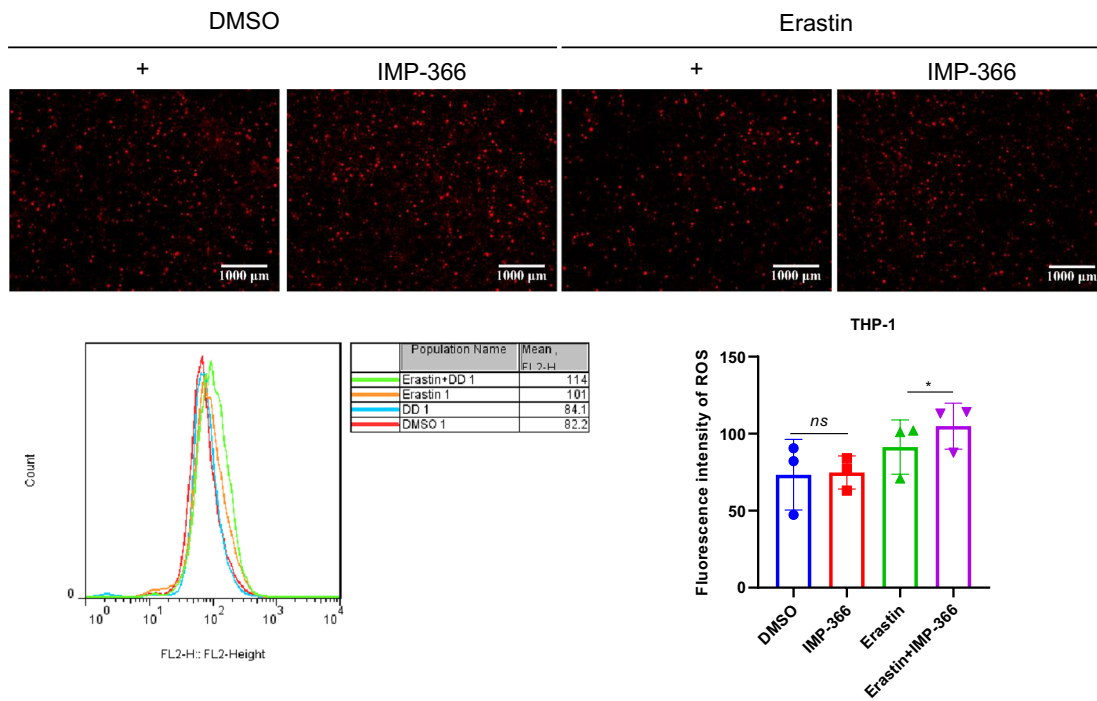 DMSO Erastin
+ IMP-366 + IMP-366
1000 µm 1000 µm 1000 µm 1000 µm
THP-1
Population Name Mean , FL2-H
Erastin+DD 1 114
Erastin 1 101
DD 1 84.1
DMSO 1 82.2
Count
0
10^0 10^1 10^2 10^3 10^4
FL2-H:: FL2-Height
Fluorescence intensity of ROS
150
100
50
0
ns
*
DMSO
IMP-366
Erastin
Erastin+IMP-366